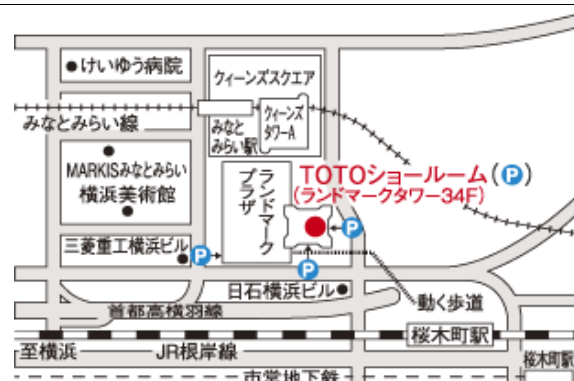 けいゆう病院
クィーンズスクエア
クィーンズ
タワーA
みなとみらい線
みなと
みらい駅
MARKISみなとみらい
横浜美術館
ランドマーク
プラザ
TOTOショールーム(P)
(ランドマークタワー34F)
P
三菱重工横浜ビル
P
P
日石横浜ビル
動く歩道
首都高横羽線
桜木町駅
至横浜
JR根岸線
桜木町駅
市営地下鉄